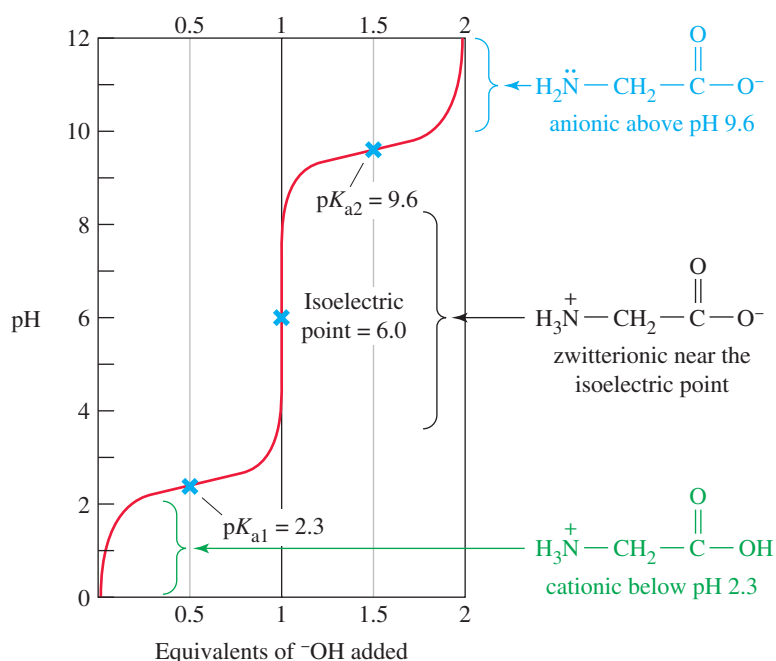 0.5 1 1.5 2
12
10
8
6
4
2
0
pH
0.5 1 1.5 2
Equivalents of ⁻OH added
pKa2 = 9.6
Isoelectric
point = 6.0
pKa1 = 2.3
O
H₂N̈—CH₂—C—O⁻
anionic above pH 9.6
O
+
H₃N—CH₂—C—O⁻
zwitterionic near the
isoelectric point
O
+
H₃N—CH₂—C—OH
cationic below pH 2.3